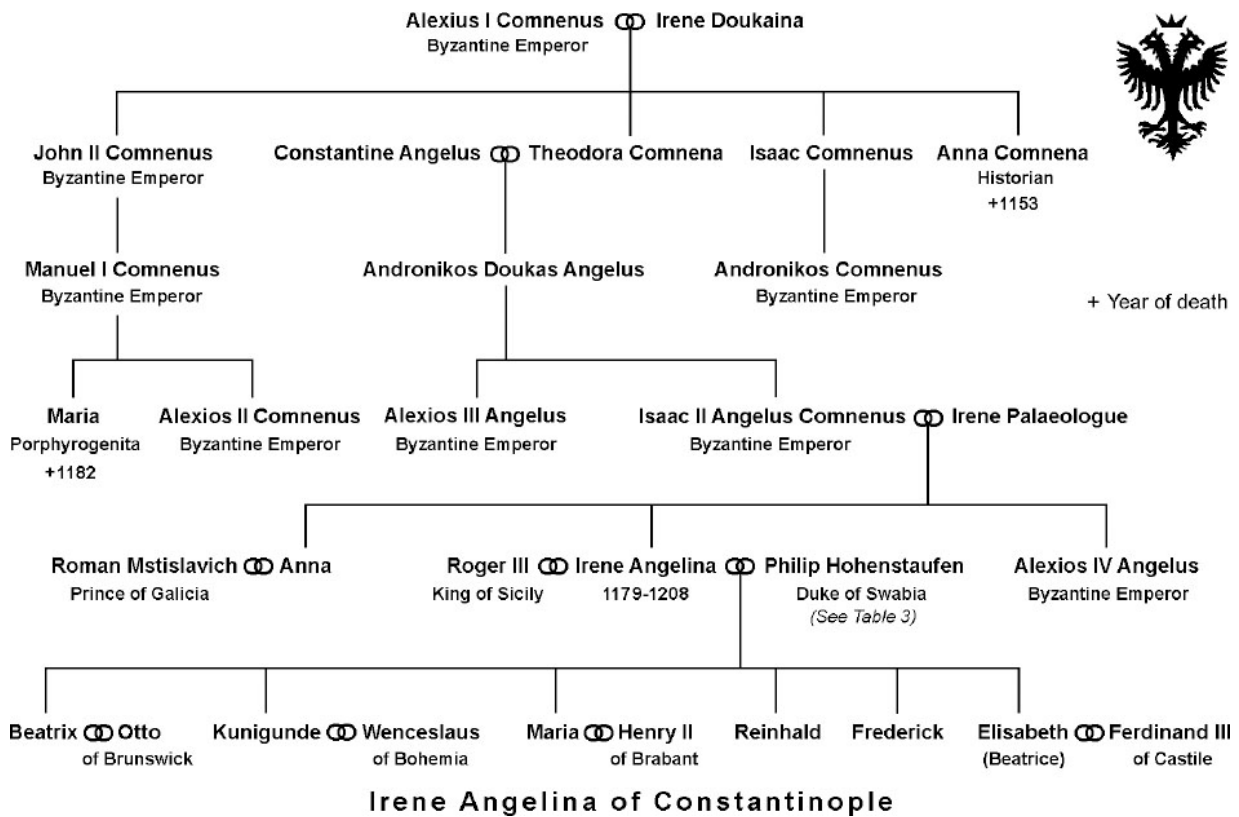 Alexius I Comnenus Irene Doukaina
Byzantine Emperor
John II Comnenus Constantine Angelus Theodora Comnena Isaac Comnenus Anna Comnena
Byzantine Emperor Historian
+1153
Manuel I Comnenus Andronikos Doukas Angelus Andronikos Comnenus
Byzantine Emperor Byzantine Emperor
+ Year of death
Maria Alexios II Comnenus Alexios III Angelus Isaac II Angelus Comnenus Irene Palaeologue
Porphyrogenita Byzantine Emperor Byzantine Emperor Byzantine Emperor
+1182
Roman Mstislavich Anna Roger III Irene Angelina Philip Hohenstaufen Alexios IV Angelus
Prince of Galicia King of Sicily 1179-1208 Duke of Swabia Byzantine Emperor
(See Table 3)
Beatrix Otto Kunigunde Wenceslaus Maria Henry II Reinhald Frederick Elisabeth Ferdinand III
of Brunswick of Bohemia of Brabant (Beatrice) of Castile
Irene Angelina of Constantinople